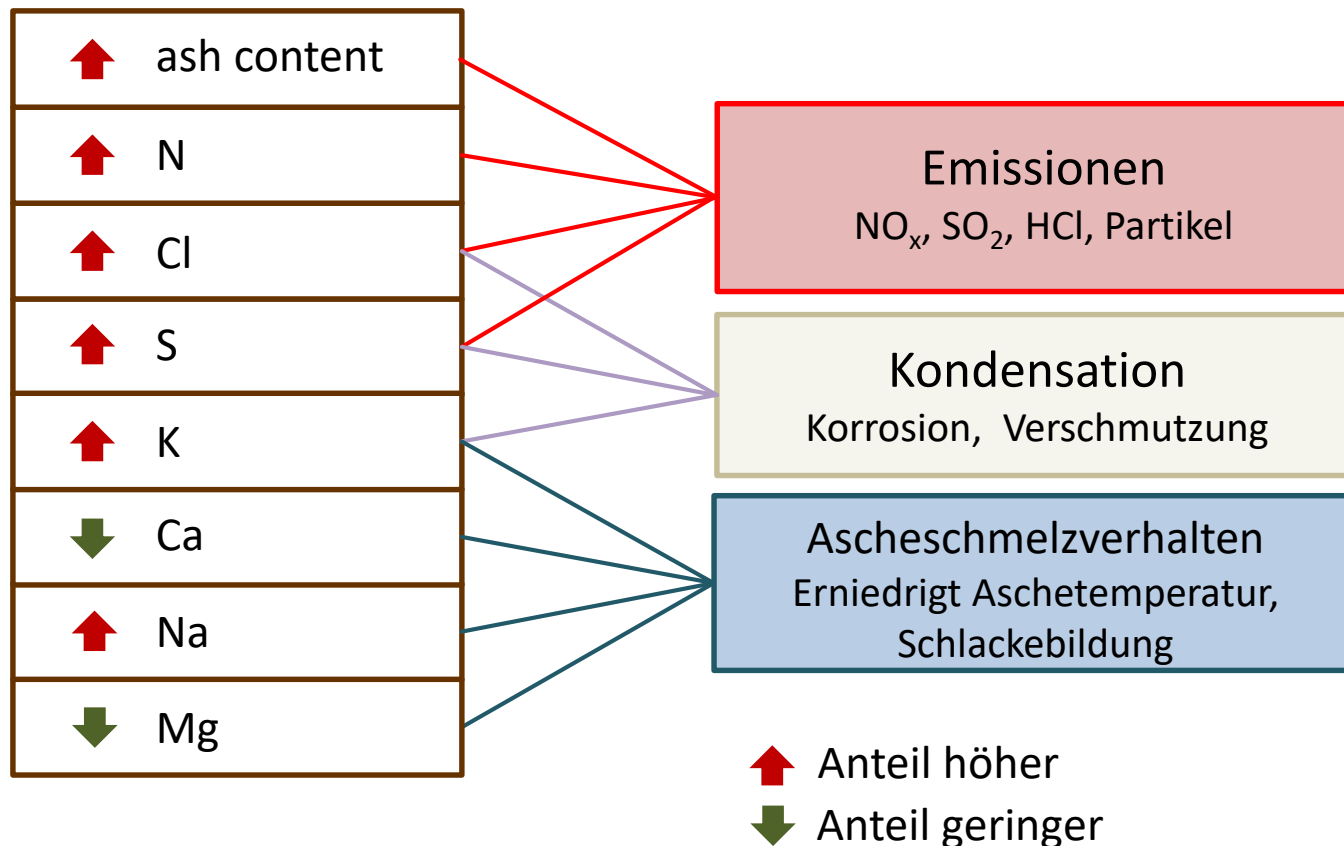 ash content
N
Cl
S
K
Ca
Na
Mg
Emissionen
NOₓ, SO₂, HCl, Partikel
Kondensation
Korrosion, Verschmutzung
Ascheschmelzverhalten
Erniedrigt Aschetemperatur,
Schlackebildung
Anteil höher
Anteil geringer